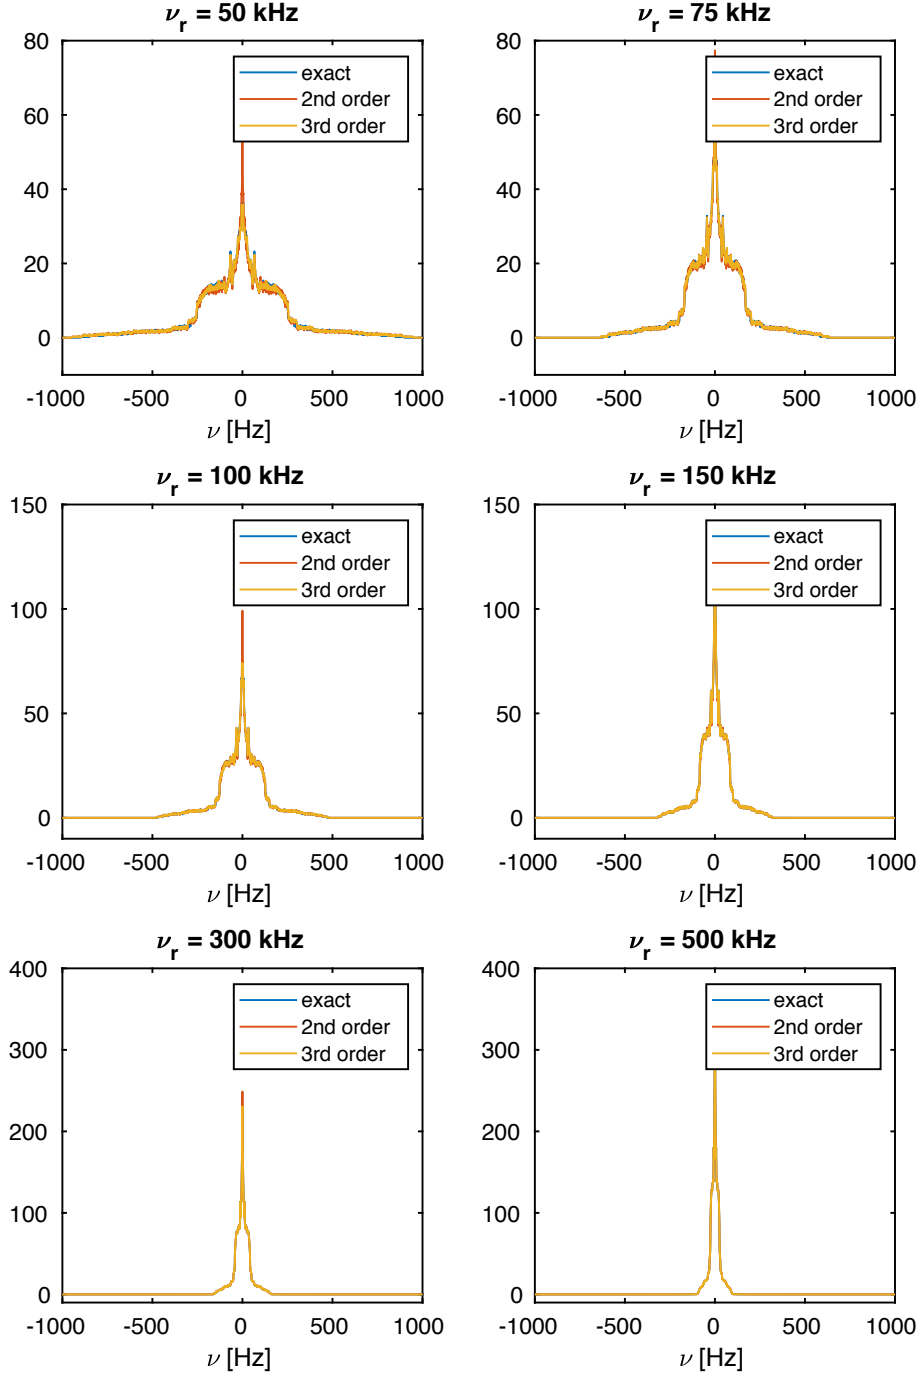 ν_r = 50 kHz
80
60
40
20
0
exact
2nd order
3rd order
-1000 -500 0 500 1000
ν [Hz]
ν_r = 75 kHz
80
60
40
20
0
exact
2nd order
3rd order
-1000 -500 0 500 1000
ν [Hz]
ν_r = 100 kHz
150
100
50
0
exact
2nd order
3rd order
-1000 -500 0 500 1000
ν [Hz]
ν_r = 150 kHz
150
100
50
0
exact
2nd order
3rd order
-1000 -500 0 500 1000
ν [Hz]
ν_r = 300 kHz
400
300
200
100
0
exact
2nd order
3rd order
-1000 -500 0 500 1000
ν [Hz]
ν_r = 500 kHz
400
300
200
100
0
exact
2nd order
3rd order
-1000 -500 0 500 1000
ν [Hz]